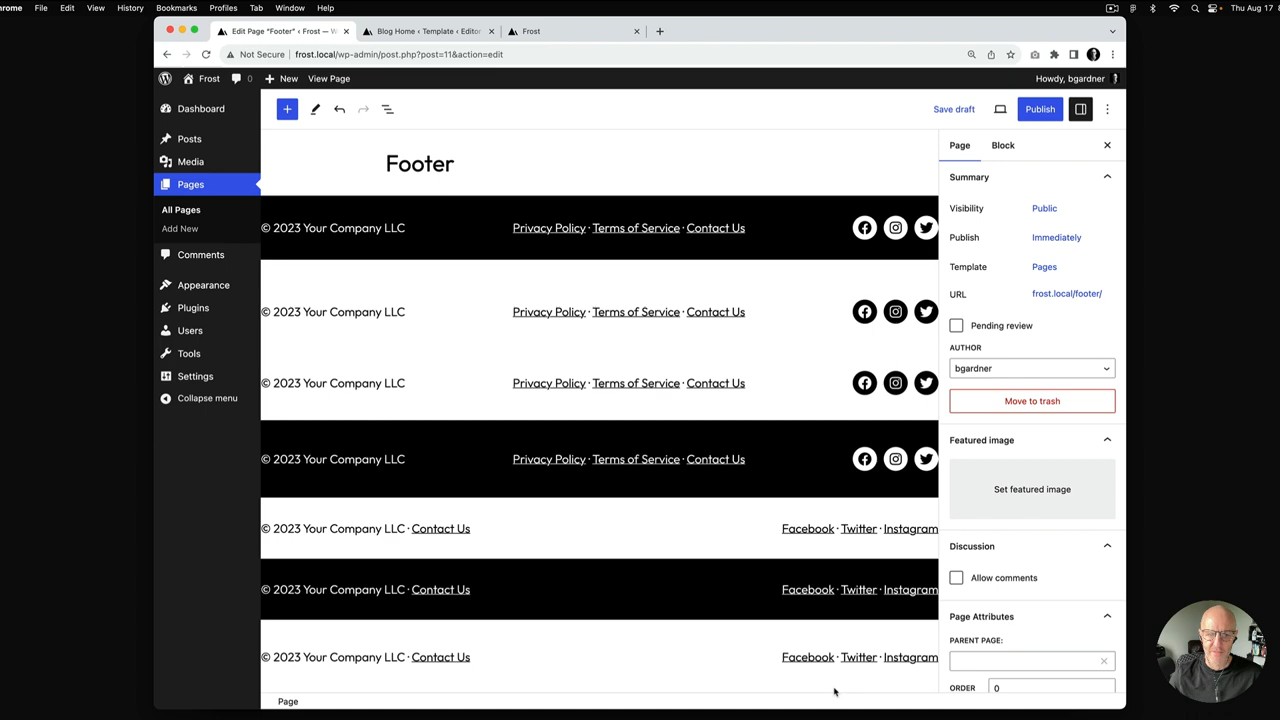 hrome File Edit View History Bookmarks Profiles Tab Window Help Thu Aug 17 8
Edit Page "Footer" ‹ Frost — W Blog Home ‹ Template ‹ Editor Frost
Not Secure frost.local/wp-admin/post.php?post=11&action=edit
Frost 0 New View Page Howdy, bgardner
Dashboard
Posts
Media
Pages
All Pages
Add New
Comments
Appearance
Plugins
Users
Tools
Settings
Collapse menu
Save draft Publish
Footer
© 2023 Your Company LLC Privacy Policy · Terms of Service · Contact Us
© 2023 Your Company LLC Privacy Policy · Terms of Service · Contact Us
© 2023 Your Company LLC Privacy Policy · Terms of Service · Contact Us
© 2023 Your Company LLC Privacy Policy · Terms of Service · Contact Us
© 2023 Your Company LLC · Contact Us Facebook · Twitter · Instagram
© 2023 Your Company LLC · Contact Us Facebook · Twitter · Instagram
© 2023 Your Company LLC · Contact Us Facebook · Twitter · Instagram
Page
Page Block
Summary
Visibility Public
Publish Immediately
Template Pages
URL frost.local/footer/
Pending review
AUTHOR
bgardner
Move to trash
Featured image
Set featured image
Discussion
Allow comments
Page Attributes
PARENT PAGE:
ORDER 0